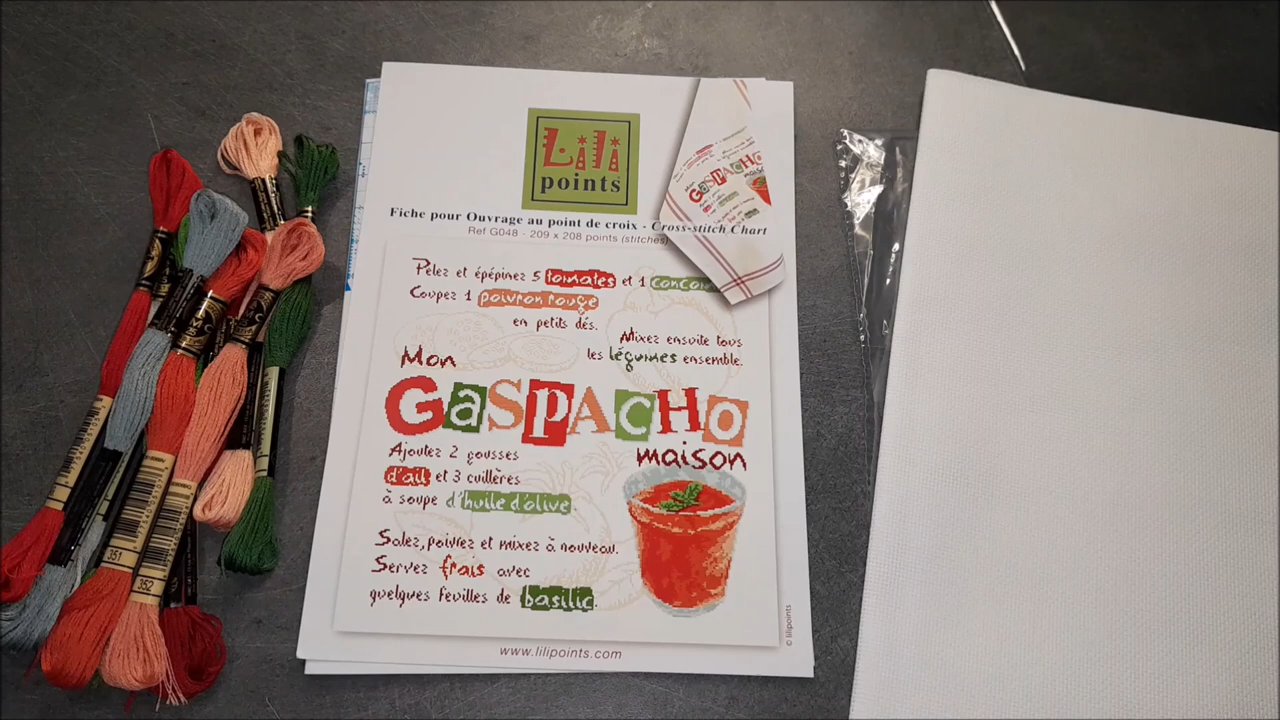 Lili
points
Fiche pour Ouvrage au point de croix - Cross-stitch Chart
Ref G048 - 209 x 208 points (stitches)
Pelez et épépinez 5 tomates et 1
Coupez 1 poivron rouge
en petits dés.
Mixez ensuite tous
les légumes ensemble.
Mon
GasPAcHo
maison
Ajoutez 2 gousses
d'ail et 3 cuillères
à soupe d'huile d'olive.
Salez, poivrez et mixez à nouveau.
Servez frais avec
quelques feuilles de basilic.
www.lilipoints.com
© lilipoints
GASPACHO
351
352